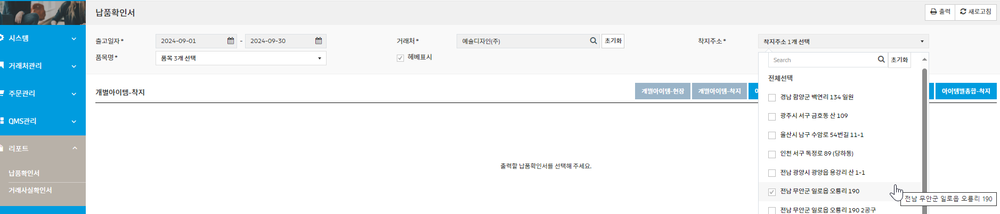 납품확인서
출력
새로고침
시스템
거래처관리
주문관리
QMS관리
리포트
납품확인서
거래사실확인서
출고일자*
2024-09-01
-
2024-09-30
거래처*
예술디자인(주)
초기화
착지주소*
착지주소 1개 선택
품목명*
품목 3개 선택
헤베표시
Search
초기화
전체선택
경남 함양군 백연리 134 일원
광주시 서구 금호동 산 109
울산시 남구 수암로 54번길 11-1
인천 서구 독정로 89 (당하동)
전남 광양시 광양읍 용강리 산 1-1
전남 무안군 일로읍 오룡리 190
전남 무안군 일로읍 오룡리 190
전남 무안군 일로읍 오룡리 190 2공구
개별아이템-착지
개별아이템-현장
개별아이템-착지
아이템별총합-착지
출력할 납품확인서를 선택해 주세요.